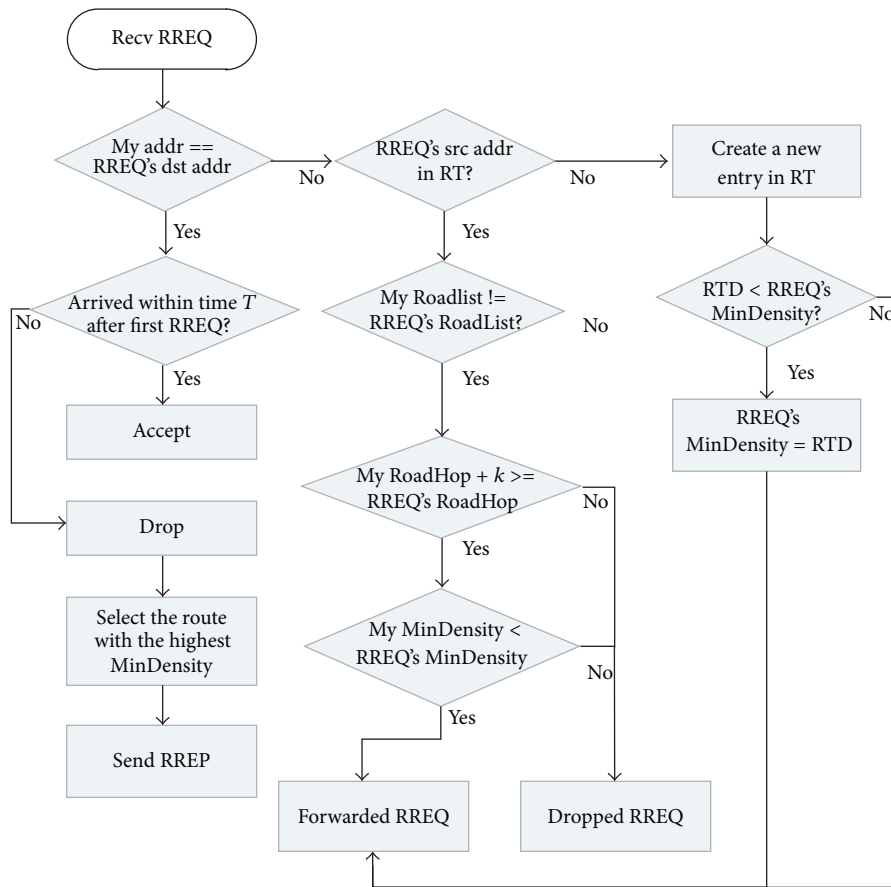 Recv RREQ
My addr ==
RREQ's dst addr
No
Yes
RREQ's src addr
in RT?
No
Yes
Create a new
entry in RT
Arrived within time T
after first RREQ?
No
Yes
My Roadlist !=
RREQ's RoadList?
No
Yes
RTD < RREQ's
MinDensity?
No
Yes
Accept
RREQ's
MinDensity = RTD
My RoadHop + k >=
RREQ's RoadHop
No
Yes
Drop
Select the route
with the highest
MinDensity
My MinDensity <
RREQ's MinDensity
No
Yes
Send RREP
Forwarded RREQ
Dropped RREQ